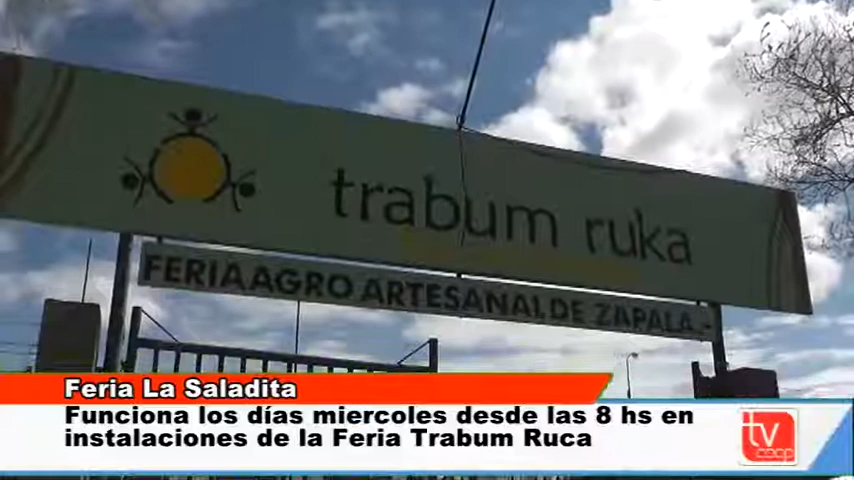 trabum ruka
FERIA AGRO ARTESANAL DE ZAPALA.-
Feria La Saladita
Funciona los días miercoles desde las 8 hs en
instalaciones de la Feria Trabum Ruca
tv
coop